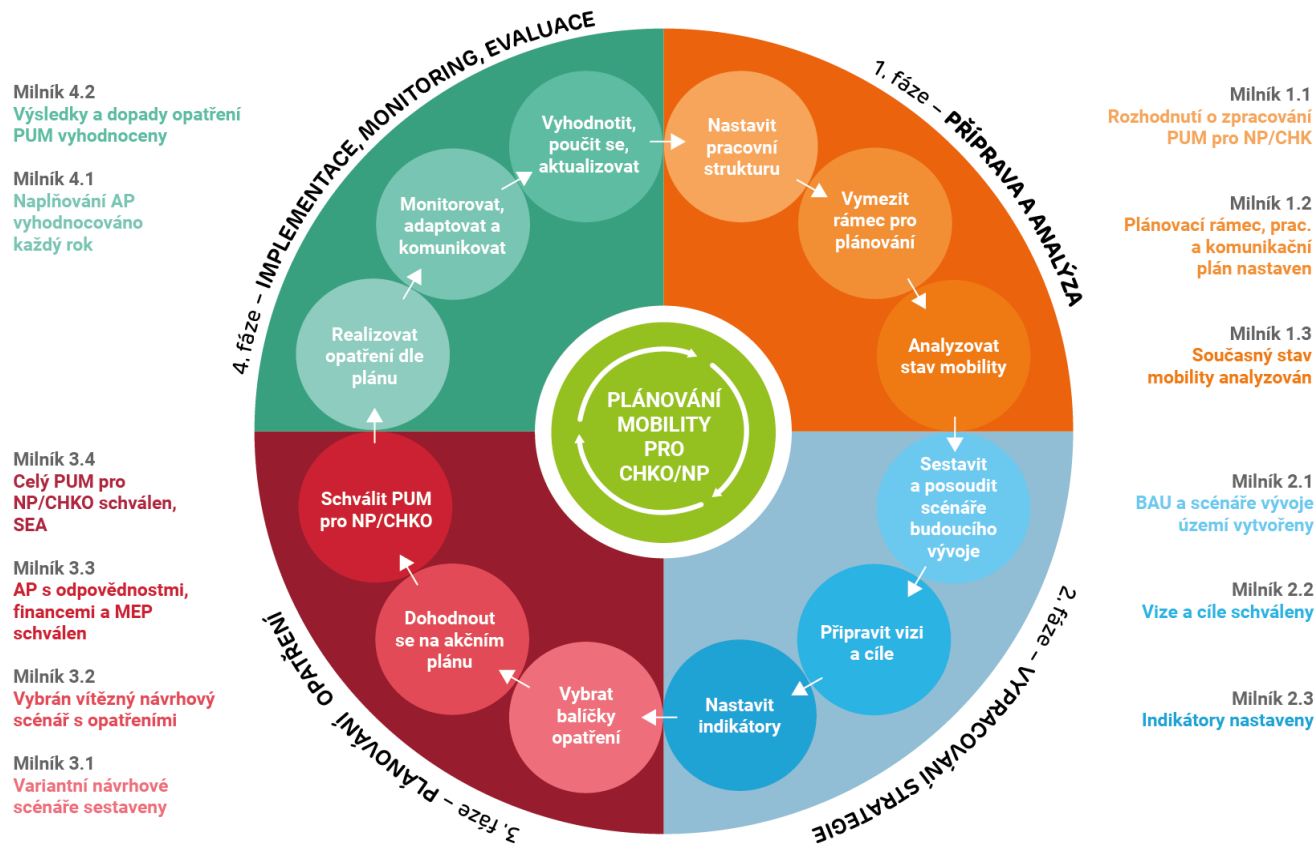 1. fáze – PŘÍPRAVA A ANALÝZA
Nastavit
pracovní
strukturu
Vymezit
rámec pro
plánování
Analyzovat
stav mobility
Milník 1.1
Rozhodnutí o zpracování
PUM pro NP/CHK
Milník 1.2
Plánovací rámec, prac.
a komunikační
plán nastaven
Milník 1.3
Současný stav
mobility analyzován
2. fáze – VYPRACOVÁNÍ STRATEGIE
Sestavit
a posoudit
scénáře
budoucího
vývoje
Připravit vizi
a cíle
Nastavit
indikátory
Milník 2.1
BAU a scénáře vývoje
území vytvořeny
Milník 2.2
Vize a cíle schváleny
Milník 2.3
Indikátory nastaveny
3. fáze – PLÁNOVÁNÍ OPATŘENÍ
Vybrat
balíčky
opatření
Dohodnout
se na akčním
plánu
Schválit PUM
pro NP/CHKO
Milník 3.4
Celý PUM pro
NP/CHKO schválen,
SEA
Milník 3.3
AP s odpovědnostmi,
financemi a MEP
schválen
Milník 3.2
Vybrán vítězný návrhový
scénář s opatřeními
Milník 3.1
Variantní návrhové
scénáře sestaveny
4. fáze – IMPLEMENTACE, MONITORING, EVALUACE
Realizovat
opatření dle
plánu
Monitorovat,
adaptovat a
komunikovat
Vyhodnotit,
poučit se,
aktualizovat
Milník 4.2
Výsledky a dopady opatření
PUM vyhodnoceny
Milník 4.1
Naplňování AP
vyhodnocováno
každý rok
PLÁNOVÁNÍ
MOBILITY
PRO
CHKO/NP